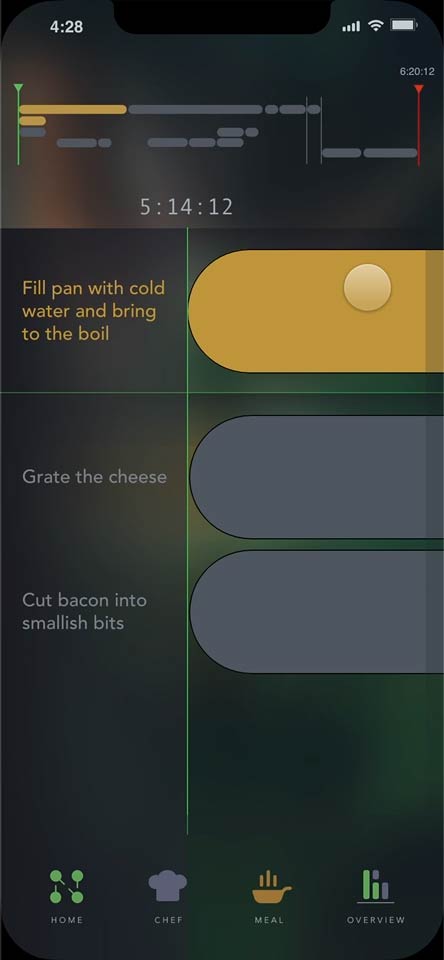 4:28
6:20:12
5:14:12
Fill pan with cold
water and bring
to the boil
Grate the cheese
Cut bacon into
smallish bits
HOME CHEF MEAL OVERVIEW